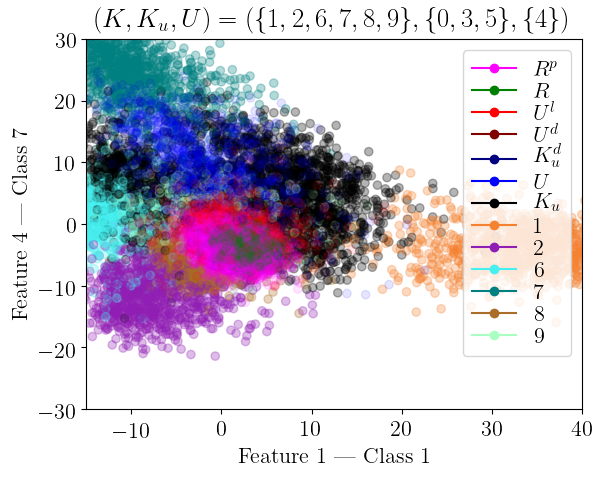 (K, K_u, U) = ({1, 2, 6, 7, 8, 9}, {0, 3, 5}, {4})
30
20
10
0
−10
−20
−30
Feature 4 — Class 7
−10
0
10
20
30
40
Feature 1 — Class 1
R^p
R
U^l
U^d
K_u^d
U
K_u
1
2
6
7
8
9